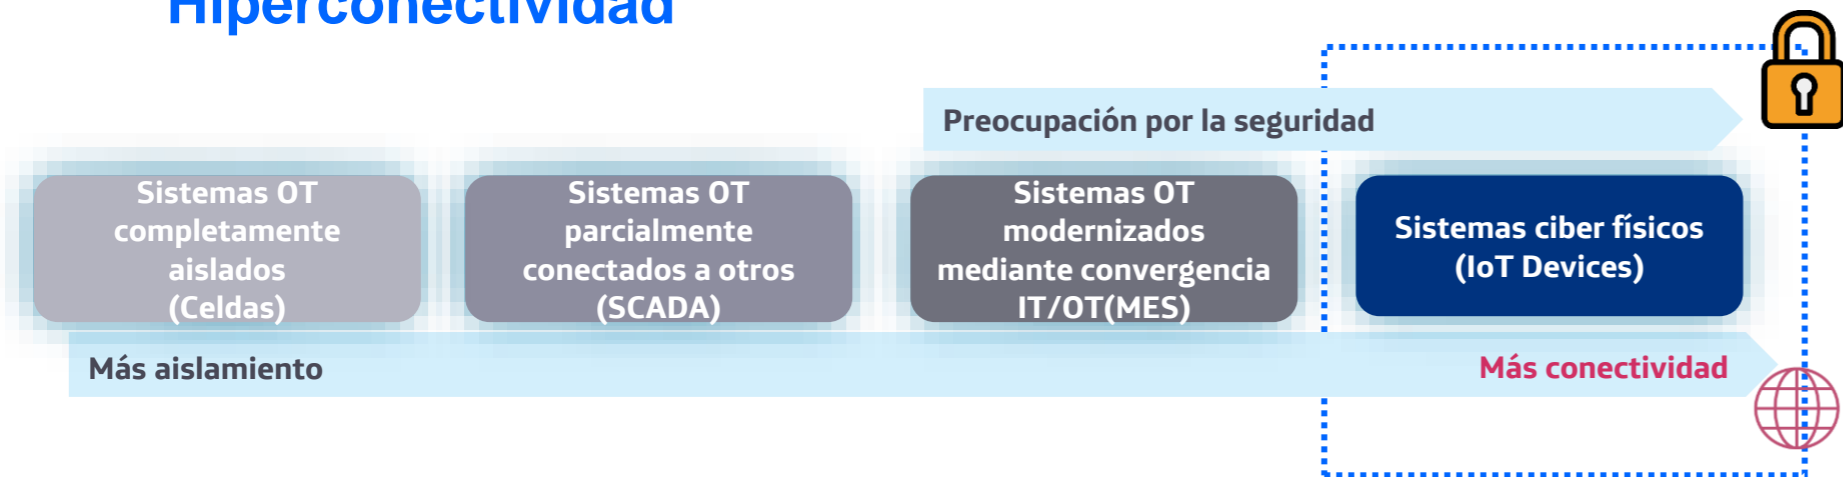 Hiperconectividad
Preocupación por la seguridad
Sistemas OT
completamente
aislados
(Celdas)
Sistemas OT
parcialmente
conectados a otros
(SCADA)
Sistemas OT
modernizados
mediante convergencia
IT/OT(MES)
Sistemas ciber físicos
(IoT Devices)
Más aislamiento
Más conectividad